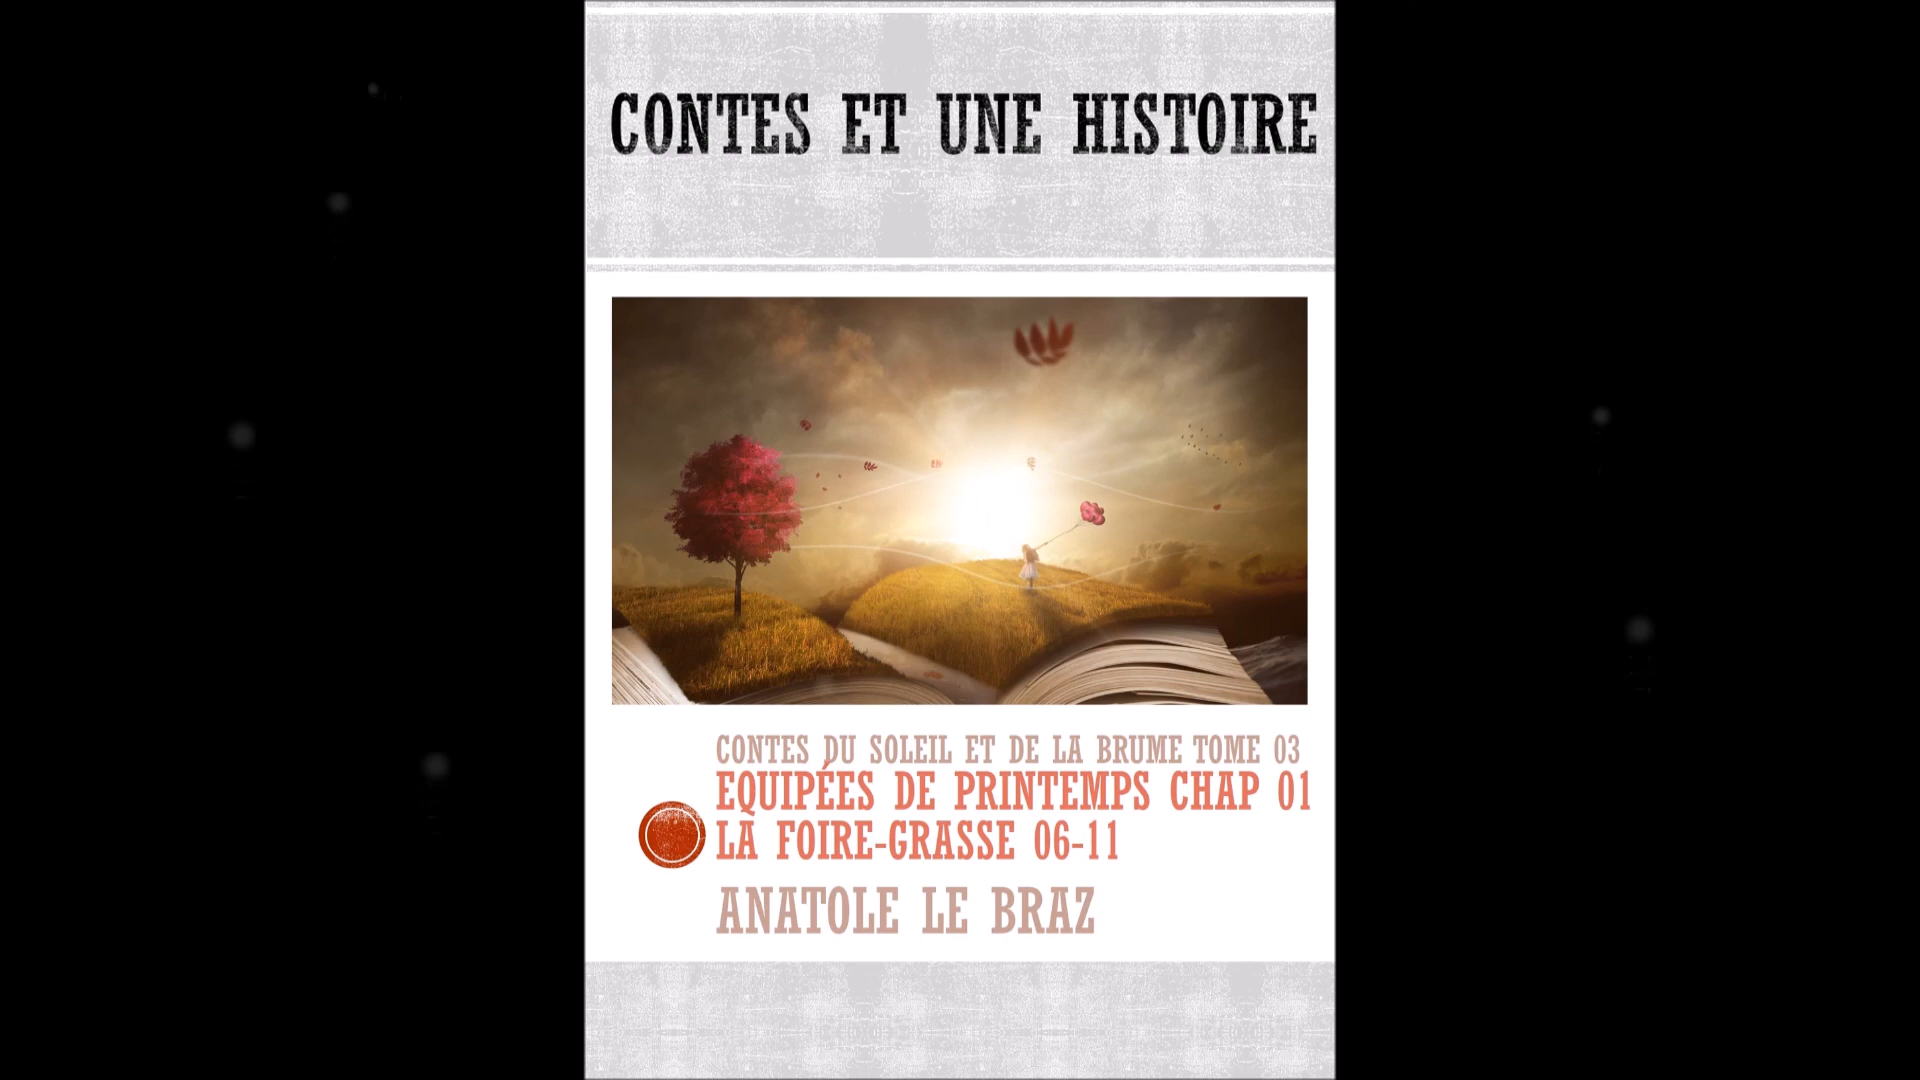 CONTES ET UNE HISTOIRE
CONTES DU SOLEIL ET DE LA BRUME TOME 03
EQUIPÉES DE PRINTEMPS CHAP 01
LA FOIRE-GRASSE 06-11
ANATOLE LE BRAZ